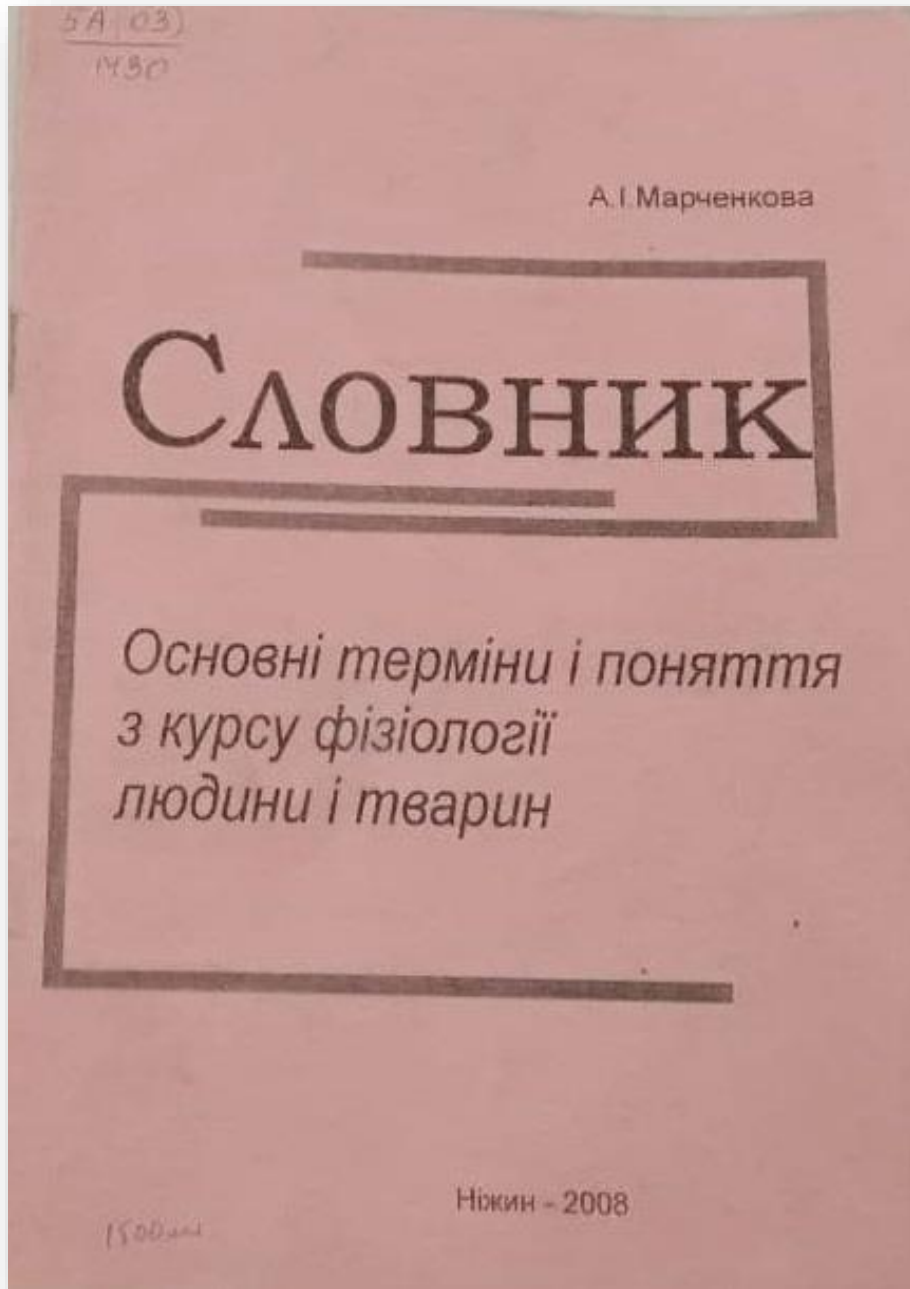 5А(03)
1430
А.І.Марченкова
Словник
Основні терміни і поняття
з курсу фізіології
людини і тварин
Ніжин - 2008